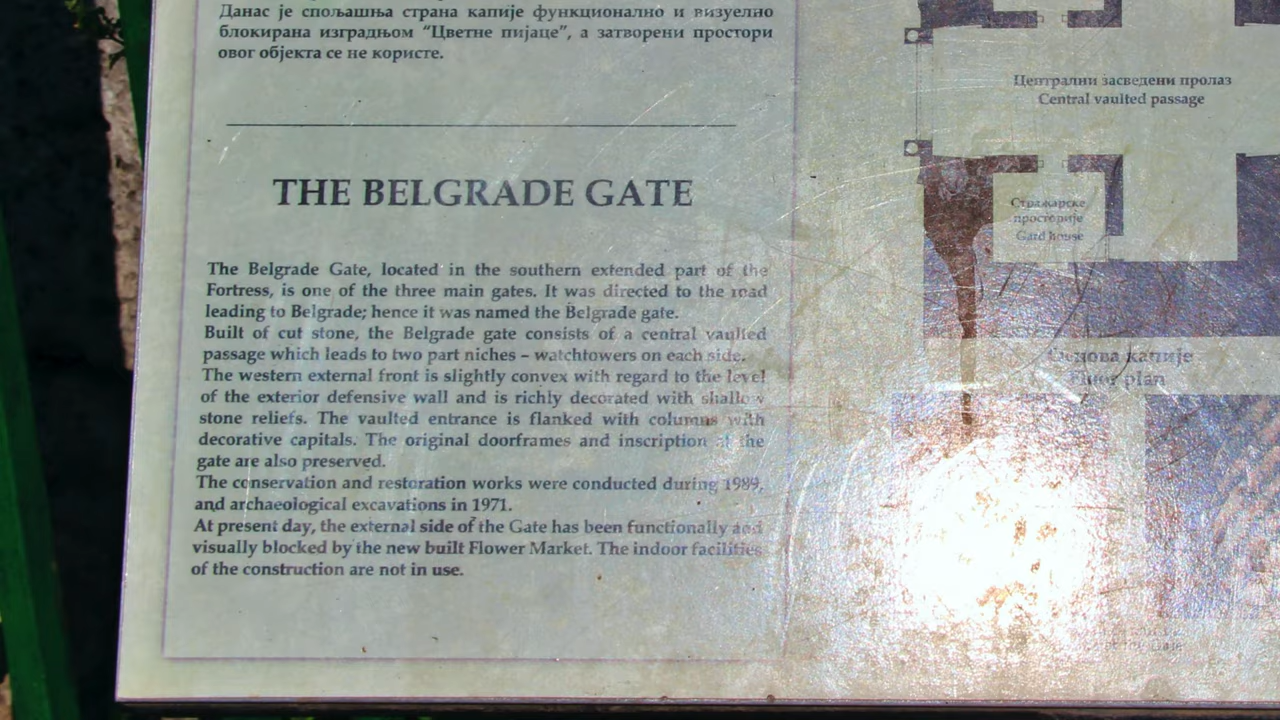 Данас је спољашња страна капије функционално и визуелно
блокирана изградњом “Цветне пијаце”, а затворени простори
овог објекта се не користе.
THE BELGRADE GATE
The Belgrade Gate, located in the southern extended part of the
Fortress, is one of the three main gates. It was directed to the road
leading to Belgrade; hence it was named the Belgrade gate.
Built of cut stone, the Belgrade gate consists of a central vaulted
passage which leads to two part niches – watchtowers on each side.
The western external front is slightly convex with regard to the level
of the exterior defensive wall and is richly decorated with shallow
stone reliefs. The vaulted entrance is flanked with columns with
decorative capitals. The original doorframes and inscription at the
gate are also preserved.
The conservation and restoration works were conducted during 1989,
and archaeological excavations in 1971.
At present day, the external side of the Gate has been functionally and
visually blocked by the new built Flower Market. The indoor facilities
of the construction are not in use.
Централни засведени пролаз
Central vaulted passage
Стражарске
просторије
Gard house
Основа капије
Floor plan